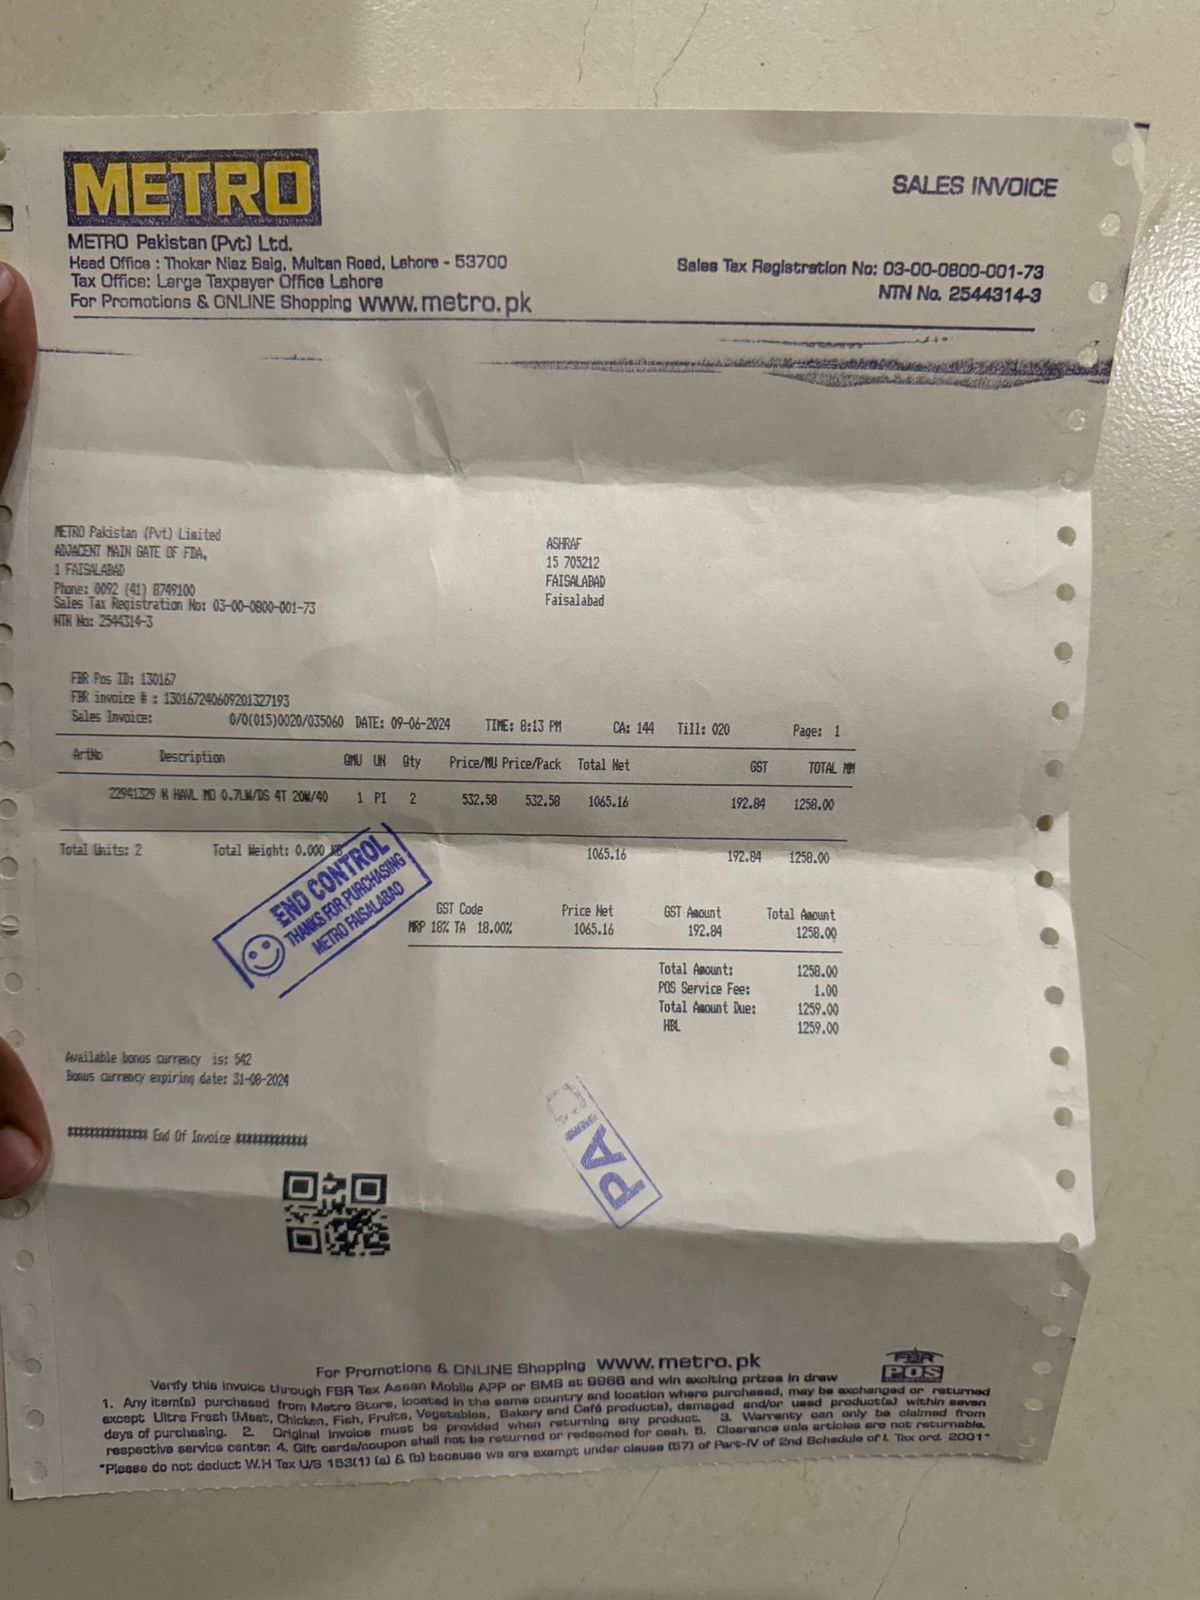 METRO
SALES INVOICE
METRO Pakistan (Pvt) Ltd.
Head Office : Thokar Niaz Baig, Multan Road, Lahore - 53700
Tax Office: Large Taxpayer Office Lahore
For Promotions & ONLINE Shopping www.metro.pk
Sales Tax Registration No: 03-00-0800-001-73
NTN No. 2544314-3
METRO Pakistan (Pvt) Limited
ADJACENT MAIN GATE OF FDA,
1 FAISALABAD
Phone: 0092 (41) 8749100
Sales Tax Registration No: 03-00-0800-001-73
NTN No: 2544314-3
ASHRAF
15 705212
FAISALABAD
Faisalabad
FBR Pos ID: 130167
FBR invoice # : 130167240609201327193
Sales Invoice: 0/0(015)0020/035060 DATE: 09-06-2024 TIME: 8:13 PM CA: 144 Till: 020 Page: 1
ArtNo Description QMU UN Qty Price/MU Price/Pack Total Net GST TOTAL MM
22941329 H HAVL MO 0.7LW/DS 4T 20W/40 1 PI 2 532.58 532.58 1065.16 192.84 1258.00
Total Units: 2 Total Weight: 0.000 KG 1065.16 192.84 1258.00
END CONTROL
THANKS FOR PURCHASING
METRO FAISALABAD
GST Code Price Net GST Amount Total Amount
MRP 18% TA 18.00% 1065.16 192.84 1258.00
Total Amount: 1258.00
POS Service Fee: 1.00
Total Amount Due: 1259.00
HBL 1259.00
Available bonus currency is: 542
Bonus currency expiring date: 31-08-2024
************** End Of Invoice *************
PAID
For Promotions & ONLINE Shopping www.metro.pk
FBR
POS
Verify this invoice through FBR Tax Assan Mobile APP or SMS at 9966 and win exciting prizes in draw
1. Any item(s) purchased from Metro Store, located in the same country and location where purchased, may be exchanged or returned
except Ultra Fresh (Meat, Chicken, Fish, Fruits, Vegetables, Bakery and Café products), damaged and/or used product(s) within seven
days of purchasing. 2. Original Invoice must be provided when returning any product. 3. Warranty can only be claimed from
respective service center. 4. Gift cards/coupon shall not be returned or redeemed for cash. 5. Clearance sale articles are not returnable.
"Please do not deduct W.H Tax U/S 153(1) (a) & (b) because we are exempt under clause (57) of Part-IV of 2nd Schedule of I. Tax ord. 2001"